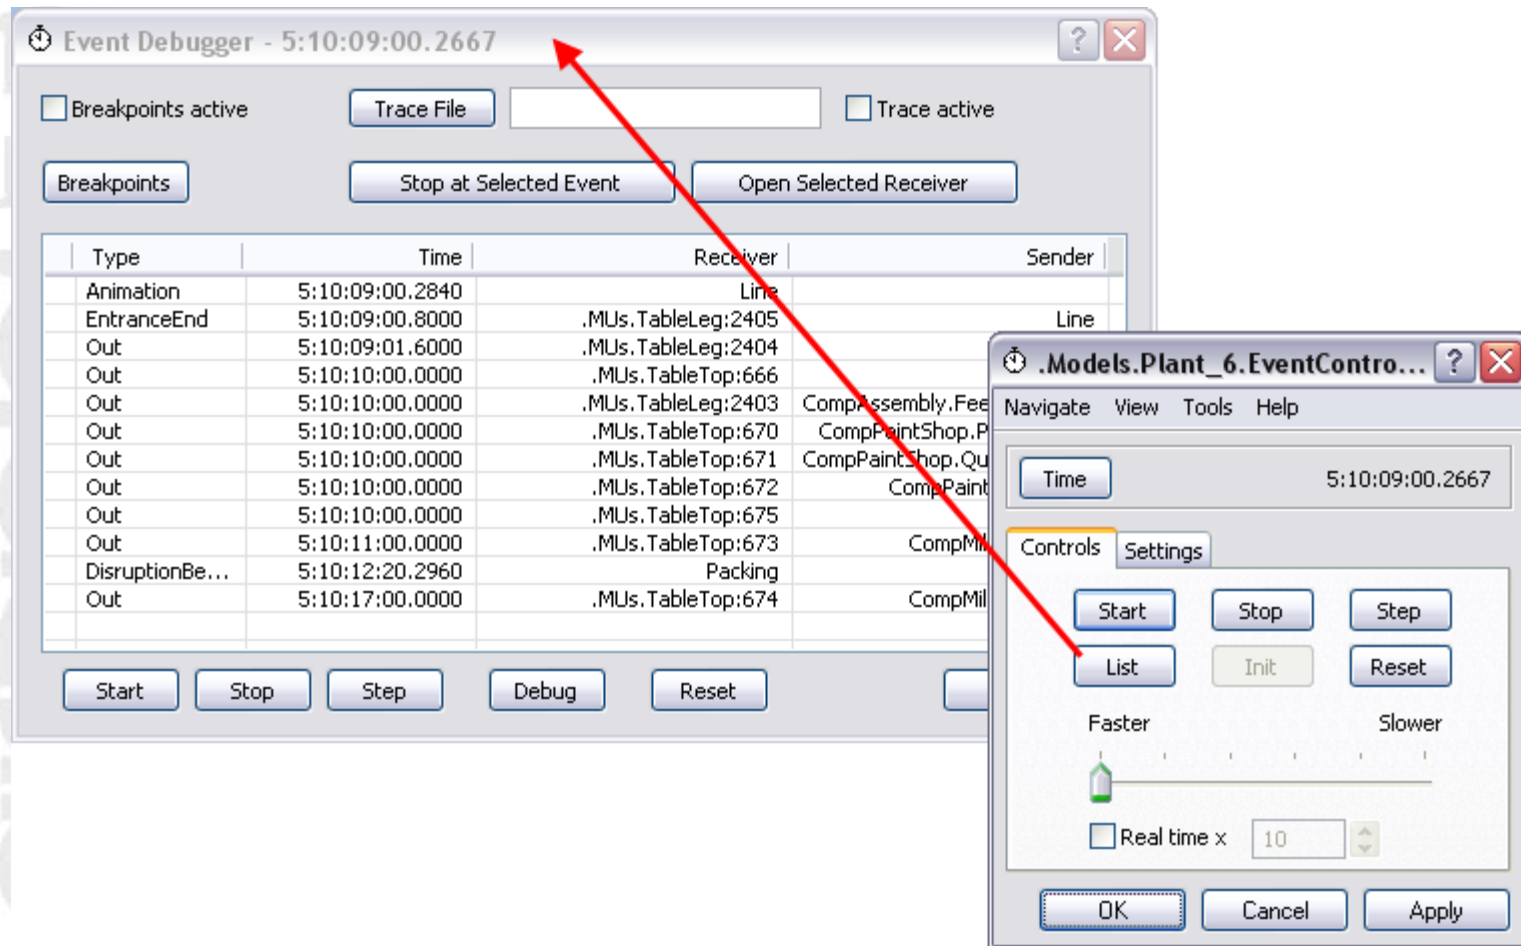 Event Debugger - 5:10:09:00.2667
Breakpoints active Trace File Trace active
Breakpoints Stop at Selected Event Open Selected Receiver
Type Time Receiver Sender
Animation 5:10:09:00.2840 Line
EntranceEnd 5:10:09:00.8000 .MUs.TableLeg:2405 Line
Out 5:10:09:01.6000 .MUs.TableLeg:2404
Out 5:10:10:00.0000 .MUs.TableTop:666
Out 5:10:10:00.0000 .MUs.TableLeg:2403 CompAssembly.Fee
Out 5:10:10:00.0000 .MUs.TableTop:670 CompPaintShop.P
Out 5:10:10:00.0000 .MUs.TableTop:671 CompPaintShop.Qu
Out 5:10:10:00.0000 .MUs.TableTop:672 CompPaint
Out 5:10:10:00.0000 .MUs.TableTop:675
Out 5:10:11:00.0000 .MUs.TableTop:673 CompMil
DisruptionBe... 5:10:12:20.2960 Packing
Out 5:10:17:00.0000 .MUs.TableTop:674 CompMil
Start Stop Step Debug Reset
.Models.Plant_6.EventContro...
Navigate View Tools Help
Time 5:10:09:00.2667
Controls Settings
Start Stop Step
List Init Reset
Faster Slower
Real time x 10
OK Cancel Apply